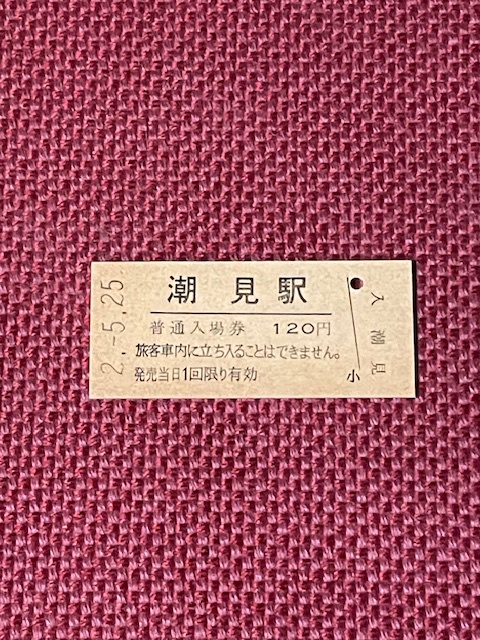 2.-5.25
潮見駅
普通入場券 120円
旅客車内に立ち入ることはできません。
発売当日1回限り有効
小
入
潮見